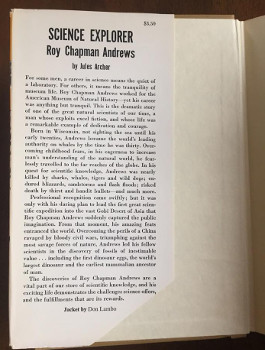 $3.50
SCIENCE EXPLORER
Roy Chapman Andrews
by Jules Archer
For some men, a career in science means the quiet of
a laboratory. For others, it means the tranquility of
museum life. Roy Chapman Andrews worked for the
American Museum of Natural History—yet his career
was anything but tranquil. This is the dramatic story
of one of the great natural scientists of our time, a
man whose exploits excel fiction, and whose life was
a remarkable example of dedication and courage.
Born in Wisconsin, not sighting the sea until his
early twenties, Andrews became the world's leading
authority on whales by the time he was thirty. Over-
coming childhood fears, in his eagerness to increase
man's understanding of the natural world, he fear-
lessly travelled to the far reaches of the globe. In his
quest for scientific knowledge, Andrews was nearly
killed by sharks, whales, tigers and wild dogs; en-
dured blizzards, sandstorms and flash floods; risked
death by thirst and bandit bullets—and much more.
Professional recognition came swiftly; but it was
only with his daring plan to lead the first great scien-
tific expedition into the vast Gobi Desert of Asia that
Roy Chapman Andrews suddenly captured the public
imagination. From that moment, his amazing feats
entranced the world. Overcoming the perils of a China
ravaged by bloody civil wars, triumphing against the
most savage forces of nature, Andrews led his fellow
scientists in the discovery of fossils of inestimable
value . . . including the first dinosaur eggs, the world's
largest dinosaur and the earliest mammalian ancestor
of man.
The discoveries of Roy Chapman Andrews are a
vital part of our store of scientific knowledge, and his
exciting life demonstrates the challenges science offers,
and the fulfillments that are its rewards.
Jacket by Don Lambo